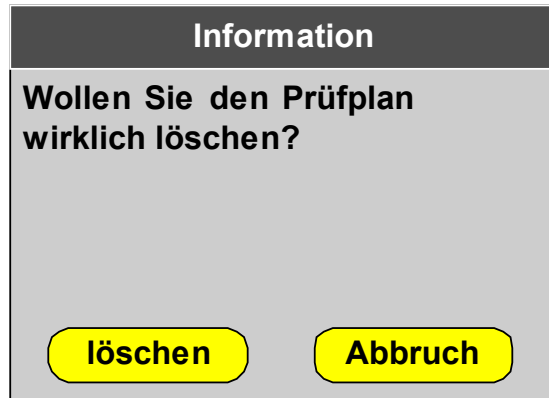 Information
Wollen Sie den Prüfplan
wirklich löschen?
löschen
Abbruch